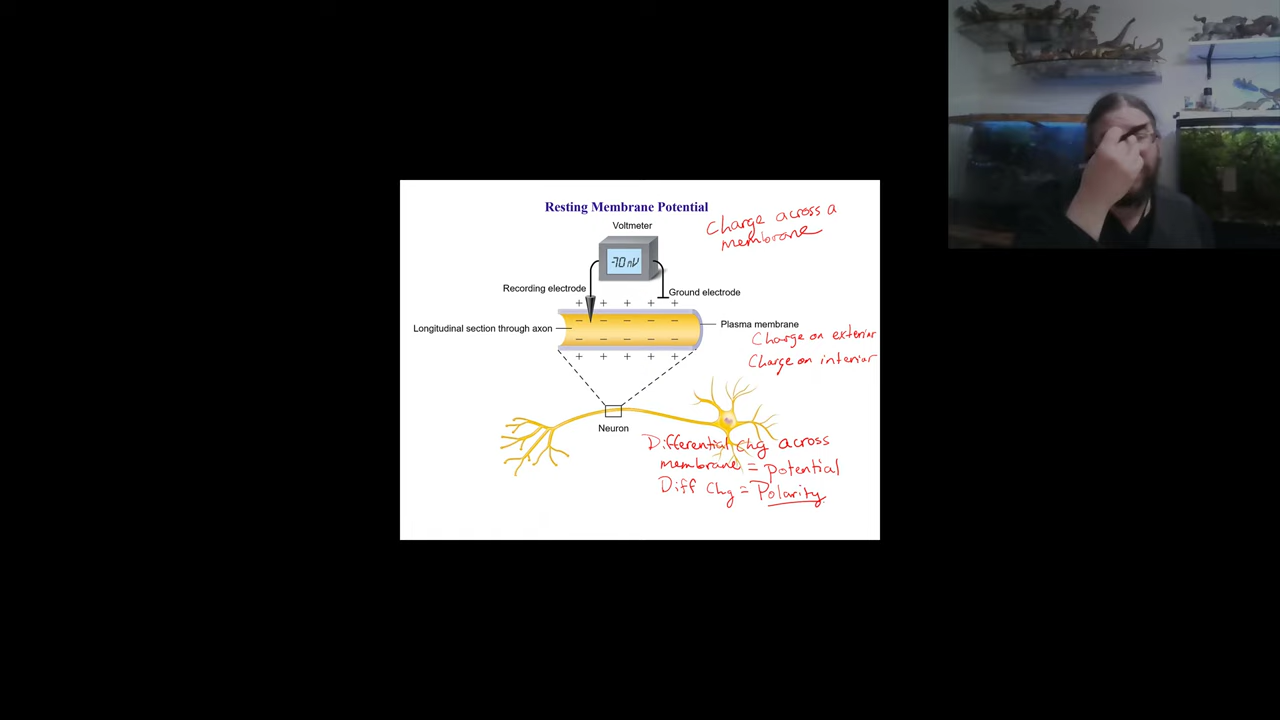 Resting Membrane Potential
Charge across a
membrane
Voltmeter
-70 mV
Recording electrode
Ground electrode
+ + + + +
− − − − −
Longitudinal section through axon
Plasma membrane
Charge on exterior
− − − − −
Charge on interior
+ + + + +
Neuron
Differential chg across
membrane = potential
Diff Chg = Polarity